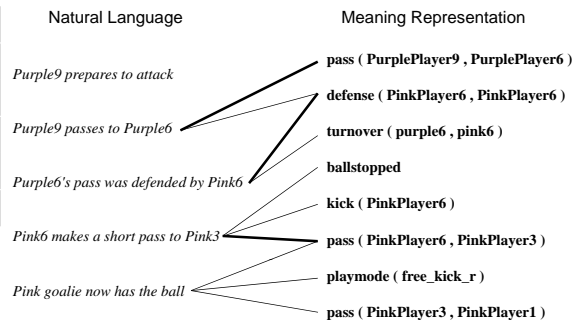 Natural Language
Meaning Representation
Purple9 prepares to attack
Purple9 passes to Purple6
Purple6's pass was defended by Pink6
Pink6 makes a short pass to Pink3
Pink goalie now has the ball
pass ( PurplePlayer9 , PurplePlayer6 )
defense ( PinkPlayer6 , PinkPlayer6 )
turnover ( purple6 , pink6 )
ballstopped
kick ( PinkPlayer6 )
pass ( PinkPlayer6 , PinkPlayer3 )
playmode ( free_kick_r )
pass ( PinkPlayer3 , PinkPlayer1 )